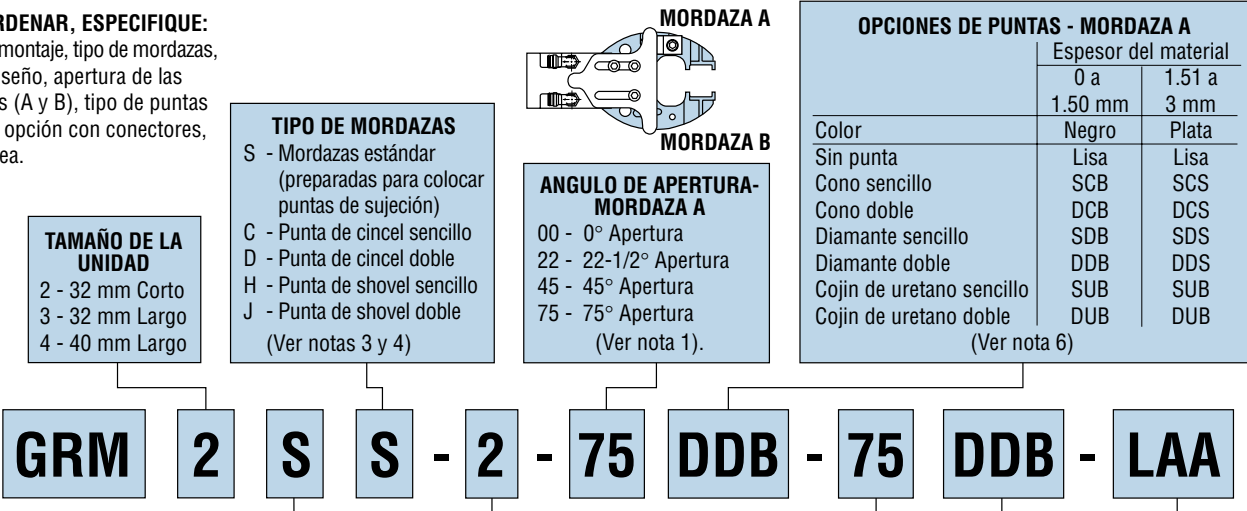 RDENAR, ESPECIFIQUE:
montaje, tipo de mordazas,
seño, apertura de las
s (A y B), tipo de puntas
opción con conectores,
ea.
TAMAÑO DE LA
UNIDAD
2 - 32 mm Corto
3 - 32 mm Largo
4 - 40 mm Largo
TIPO DE MORDAZAS
S - Mordazas estándar
(preparadas para colocar
puntas de sujeción)
C - Punta de cincel sencillo
D - Punta de cincel doble
H - Punta de shovel sencillo
J - Punta de shovel doble
(Ver notas 3 y 4)
MORDAZA A
MORDAZA B
ANGULO DE APERTURA-
MORDAZA A
00 - 0° Apertura
22 - 22-1/2° Apertura
45 - 45° Apertura
75 - 75° Apertura
(Ver nota 1).
OPCIONES DE PUNTAS - MORDAZA A
Espesor del material
0 a 1.51 a
1.50 mm 3 mm
Color Negro Plata
Sin punta Lisa Lisa
Cono sencillo SCB SCS
Cono doble DCB DCS
Diamante sencillo SDB SDS
Diamante doble DDB DDS
Cojin de uretano sencillo SUB SUB
Cojin de uretano doble DUB DUB
(Ver nota 6)
GRM 2 S S - 2 - 75 DDB - 75 DDB - LAA